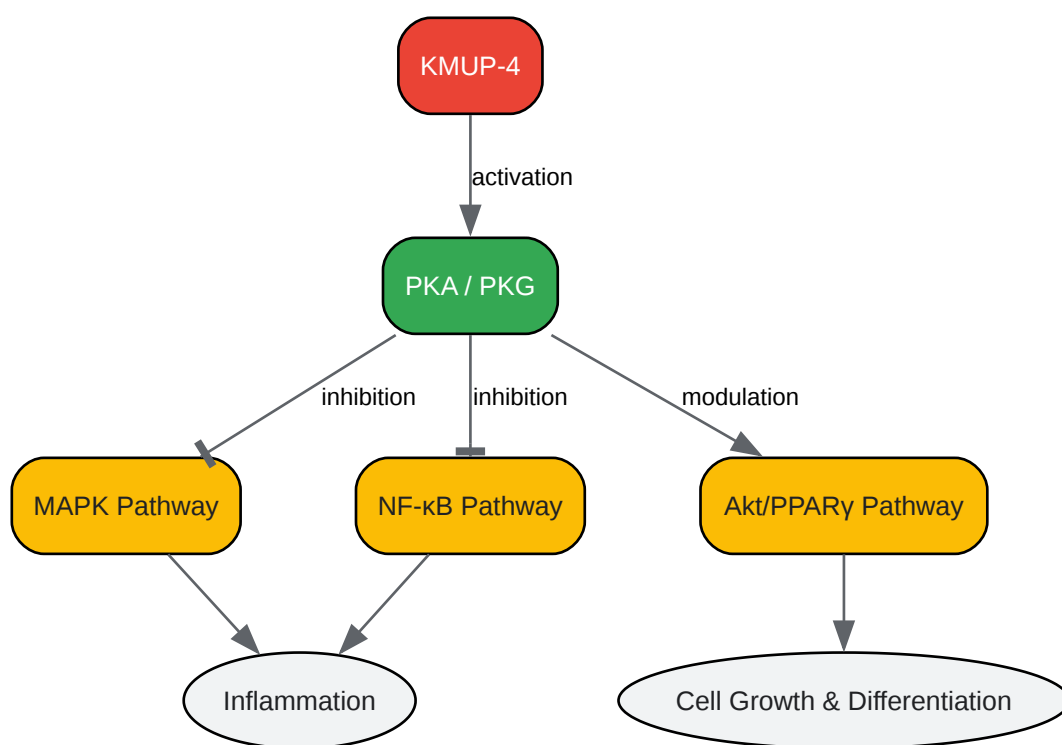 KMUP-4
activation
PKA / PKG
inhibition
inhibition
modulation
MAPK Pathway
NF-κB Pathway
Akt/PPARγ Pathway
Inflammation
Cell Growth & Differentiation